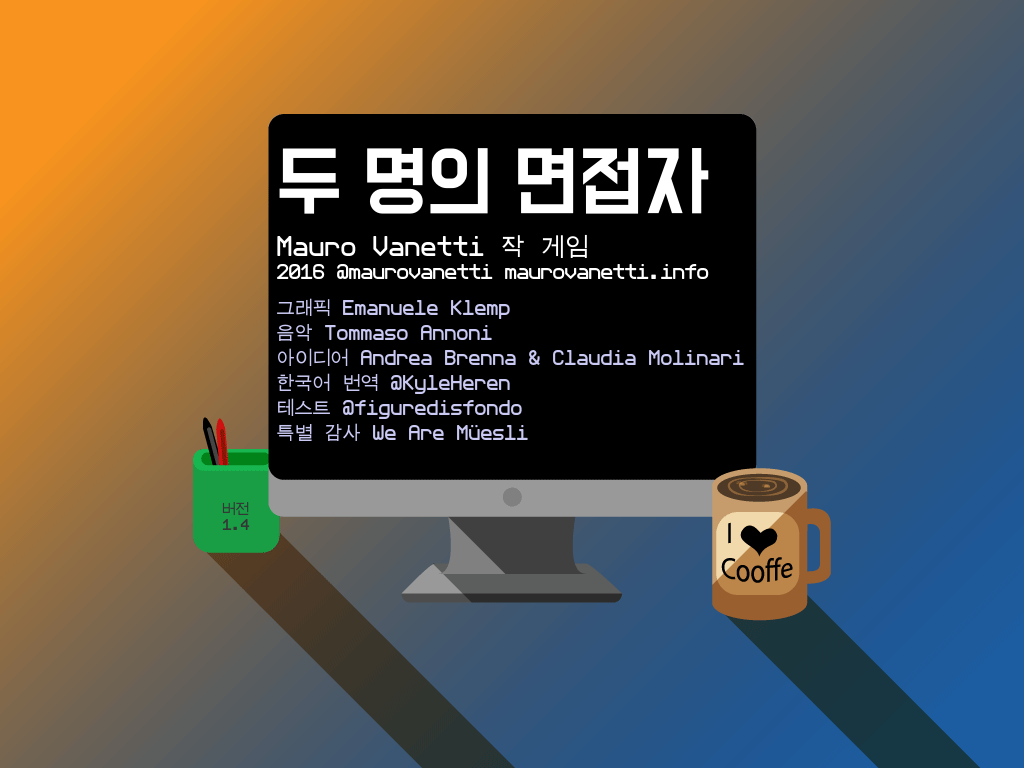 두 명의 면접자
Mauro Vanetti 작 게임
2016 @maurovanetti maurovanetti.info
그래픽 Emanuele Klemp
음악 Tommaso Annoni
아이디어 Andrea Brenna & Claudia Molinari
한국어 번역 @KyleHeren
테스트 @figuredisfondo
특별 감사 We Are Müesli
버전
1.4
I ❤
Cooffe